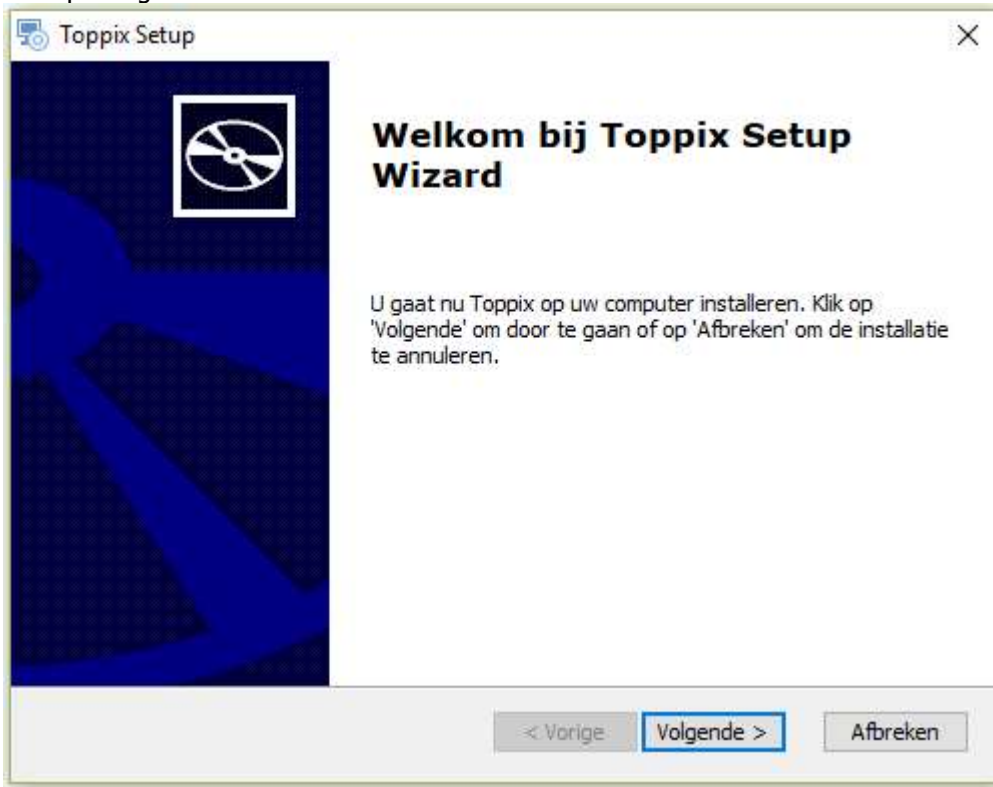 Toppix Setup
Welkom bij Toppix Setup
Wizard
U gaat nu Toppix op uw computer installeren. Klik op
'Volgende' om door te gaan of op 'Afbreken' om de installatie
te annuleren.
< Vorige Volgende > Afbreken